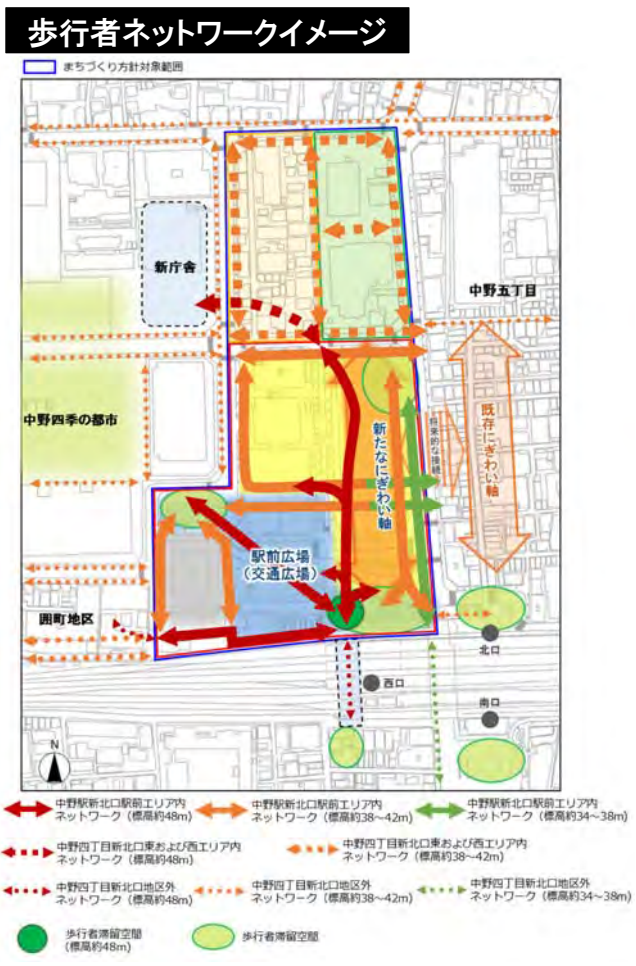 歩行者ネットワークイメージ
まちづくり方針対象範囲
新庁舎
中野五丁目
中野四季の都市
新たなにぎわい軸
将来的な接続
既存にぎわい軸
駅前広場
（交通広場）
囲町地区
北口
西口
南口
N
中野駅新北口駅前エリア内
ネットワーク（標高約48m）
中野駅新北口駅前エリア内
ネットワーク（標高約38～42m）
中野駅新北口駅前エリア内
ネットワーク（標高約34～38m）
中野四丁目新北口東および西エリア内
ネットワーク（標高約48m）
中野四丁目新北口東および西エリア内
ネットワーク（標高約38～42m）
中野四丁目新北口地区外
ネットワーク（標高約48m）
中野四丁目新北口地区外
ネットワーク（標高約38～42m）
中野四丁目新北口地区外
ネットワーク（標高約34～38m）
歩行者滞留空間
（標高約48m）
歩行者滞留空間